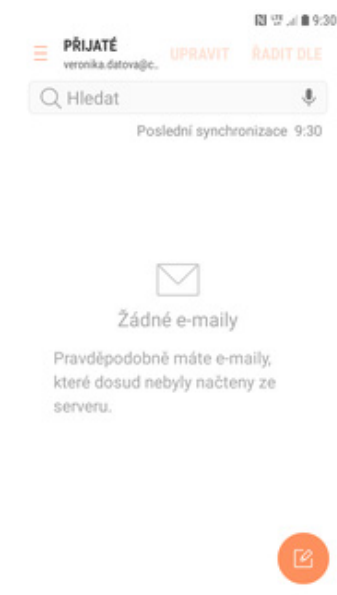 9:30
PŘIJATÉ
veronika.datova@c..
UPRAVIT
ŘADIT DLE
Hledat
Poslední synchronizace 9:30
Žádné e-maily
Pravděpodobně máte e-maily,
které dosud nebyly načteny ze
serveru.